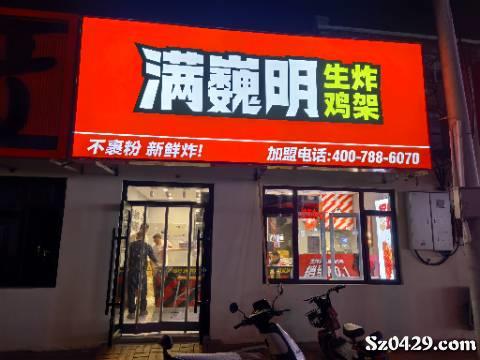 满巍明
生炸
鸡架
不裹粉 新鲜炸!
加盟电话:400-788-6070
Sz0429.com